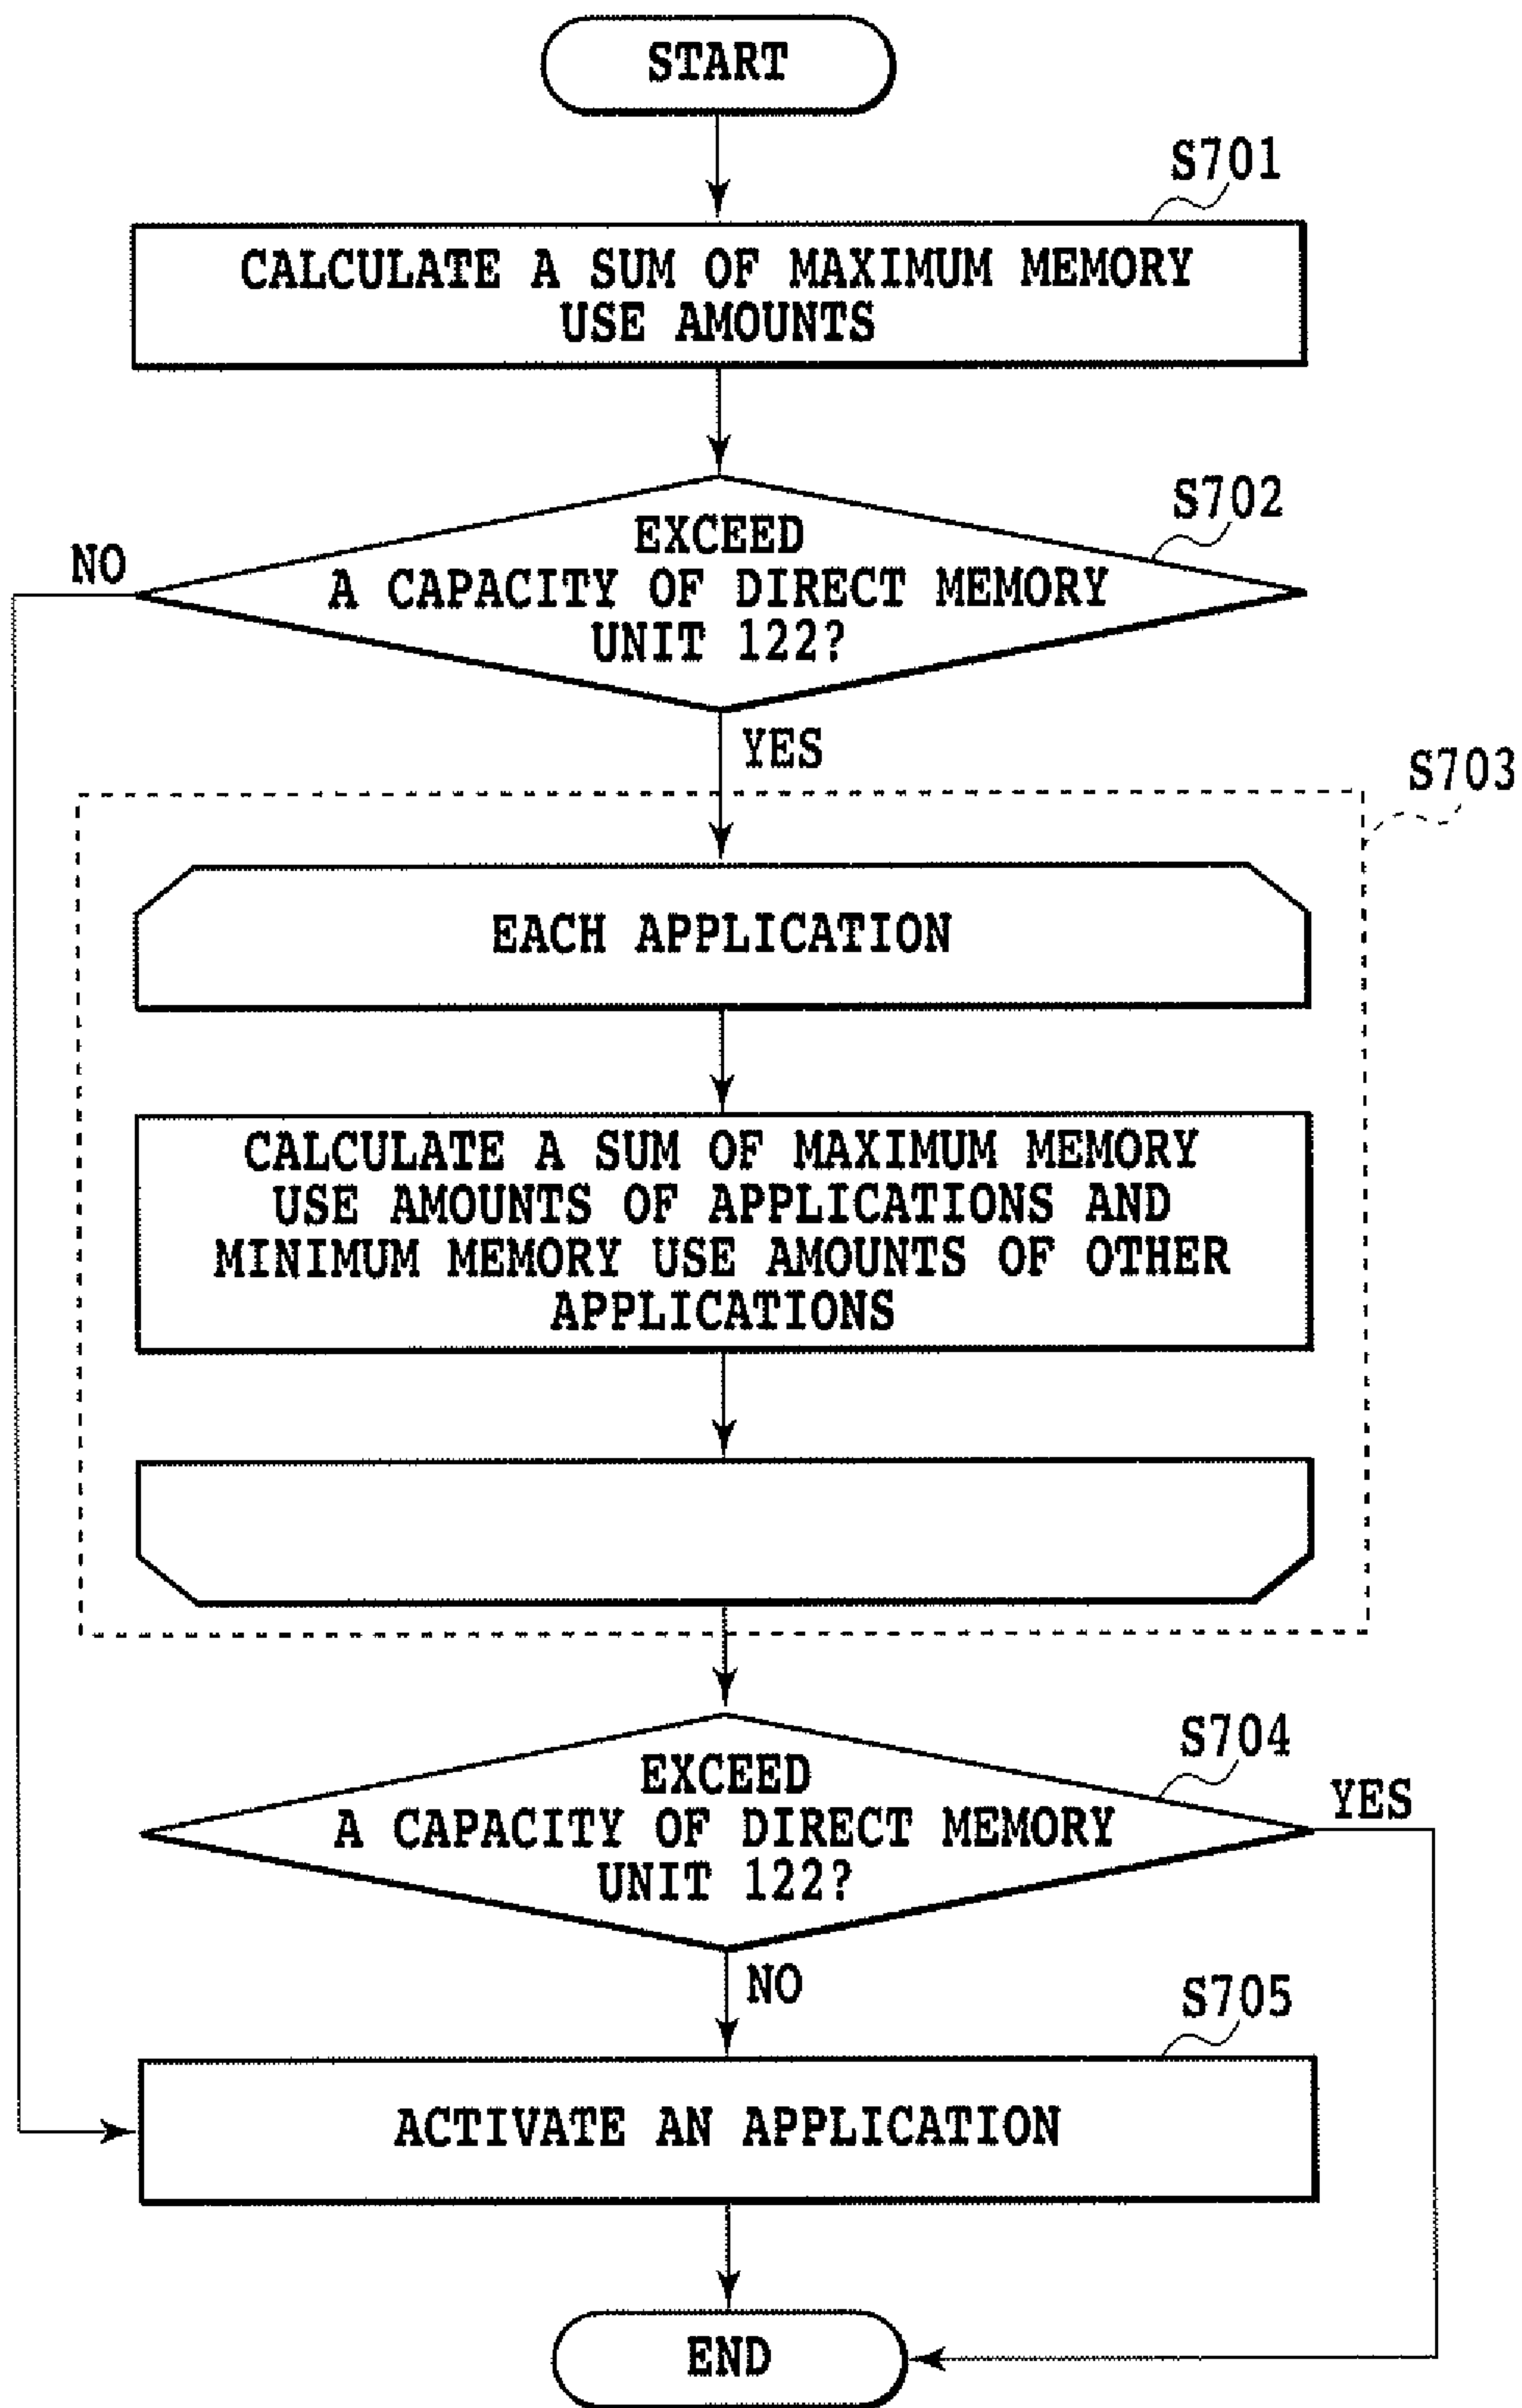 START
S701
CALCULATE A SUM OF MAXIMUM MEMORY
USE AMOUNTS
S702
NO
EXCEED
A CAPACITY OF DIRECT MEMORY
UNIT 122?
YES
S703
EACH APPLICATION
CALCULATE A SUM OF MAXIMUM MEMORY
USE AMOUNTS OF APPLICATIONS AND
MINIMUM MEMORY USE AMOUNTS OF OTHER
APPLICATIONS
S704
EXCEED
A CAPACITY OF DIRECT MEMORY
UNIT 122?
YES
NO
S705
ACTIVATE AN APPLICATION
END